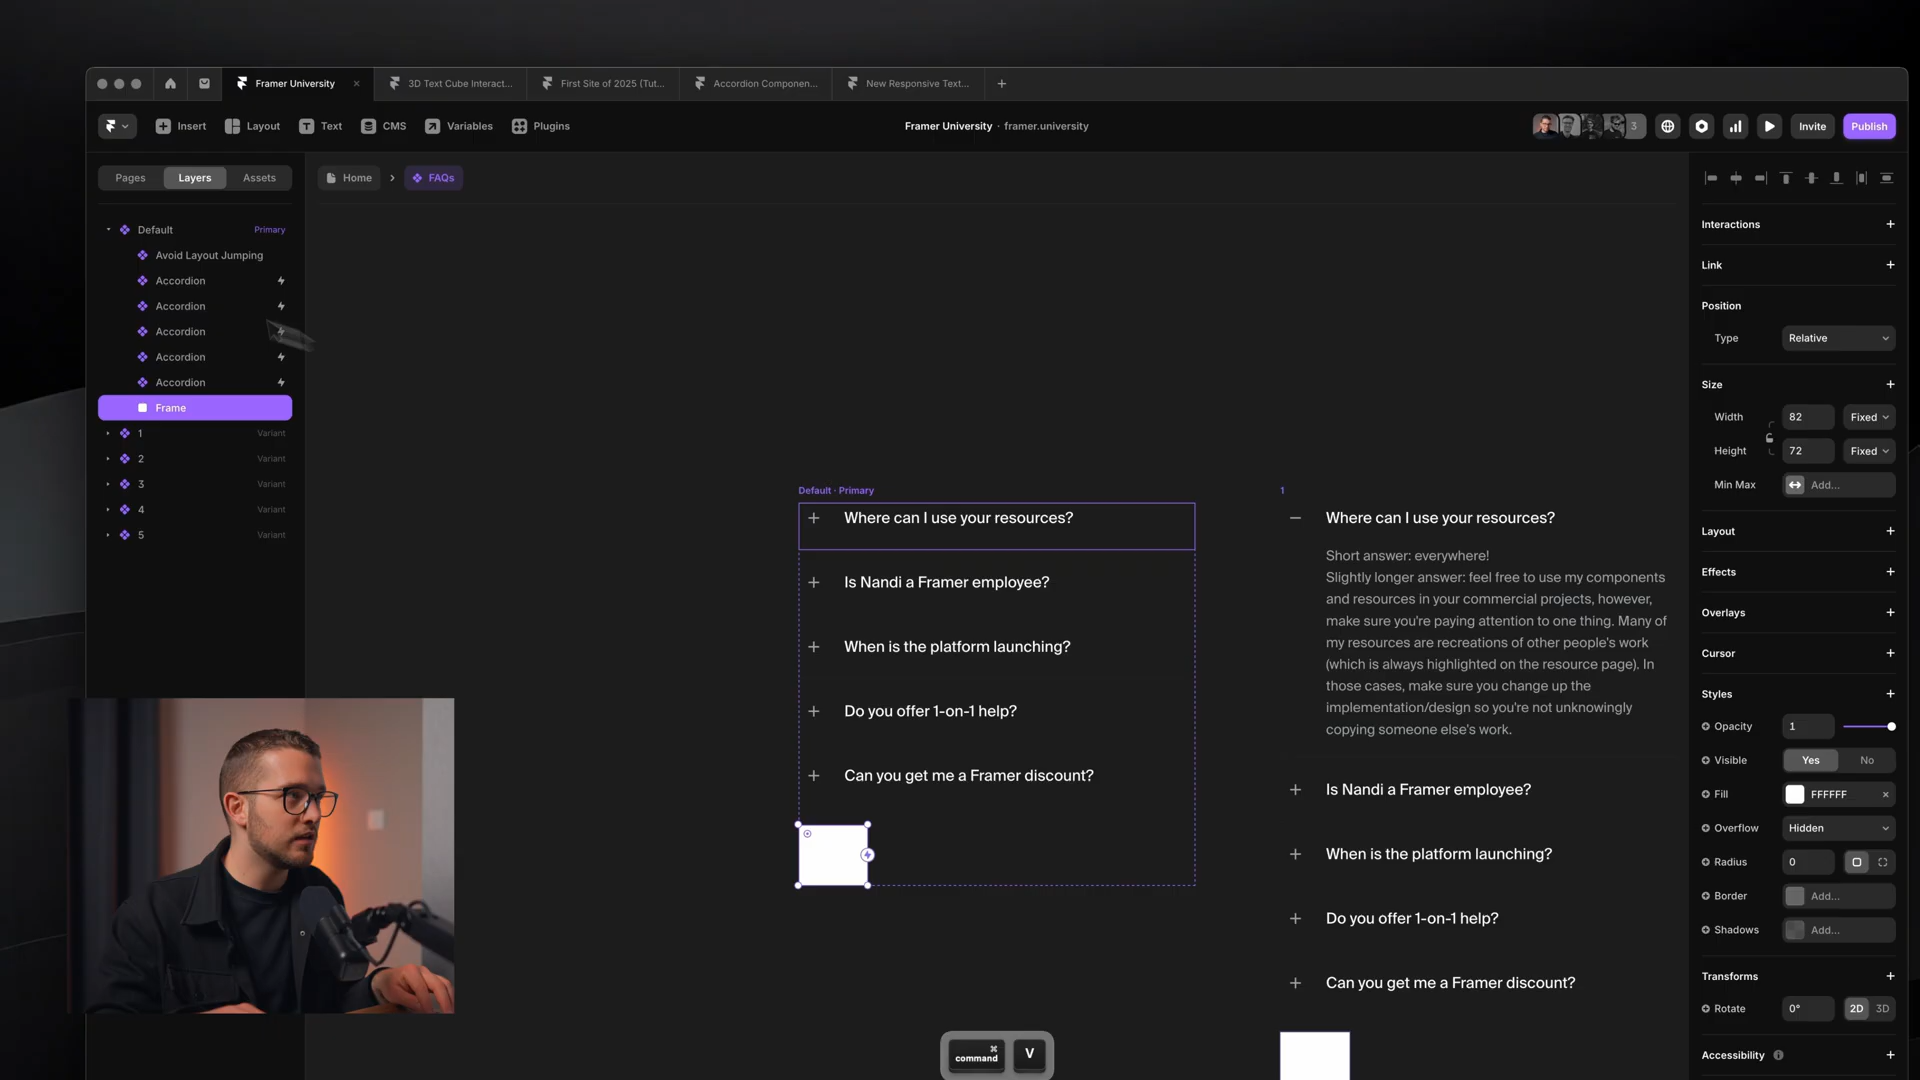 Framer University
3D Text Cube Interact...
First Site of 2025 (Tut...
Accordion Componen...
New Responsive Text...
Insert
Layout
Text
CMS
Variables
Plugins
Framer University · framer.university
3
Invite
Publish
Pages
Layers
Assets
Home
FAQs
Default
Primary
Avoid Layout Jumping
Accordion
Accordion
Accordion
Accordion
Accordion
Frame
1
Variant
2
Variant
3
Variant
4
Variant
5
Variant
Default · Primary
Where can I use your resources?
Is Nandi a Framer employee?
When is the platform launching?
Do you offer 1-on-1 help?
Can you get me a Framer discount?
1
Where can I use your resources?
Short answer: everywhere!
Slightly longer answer: feel free to use my components
and resources in your commercial projects, however,
make sure you're paying attention to one thing. Many of
my resources are recreations of other people's work
(which is always highlighted on the resource page). In
those cases, make sure you change up the
implementation/design so you're not unknowingly
copying someone else's work.
Is Nandi a Framer employee?
When is the platform launching?
Do you offer 1-on-1 help?
Can you get me a Framer discount?
Interactions
Link
Position
Type
Relative
Size
Width
82
Fixed
Height
72
Fixed
Min Max
Add...
Layout
Effects
Overlays
Cursor
Styles
Opacity
1
Visible
Yes
No
Fill
FFFFFF
Overflow
Hidden
Radius
0
Border
Add...
Shadows
Add...
Transforms
Rotate
0°
2D
3D
Accessibility
⌘
command
V